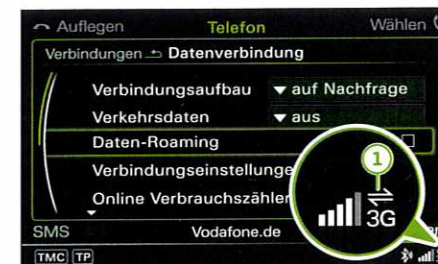 Auflegen Telefon Wählen
Verbindungen Datenverbindung
Verbindungsaufbau auf Nachfrage
Verkehrsdaten aus
Daten-Roaming
1
Online Verbrauchszähler
3G
SMS Vodafone.de
TMC TP